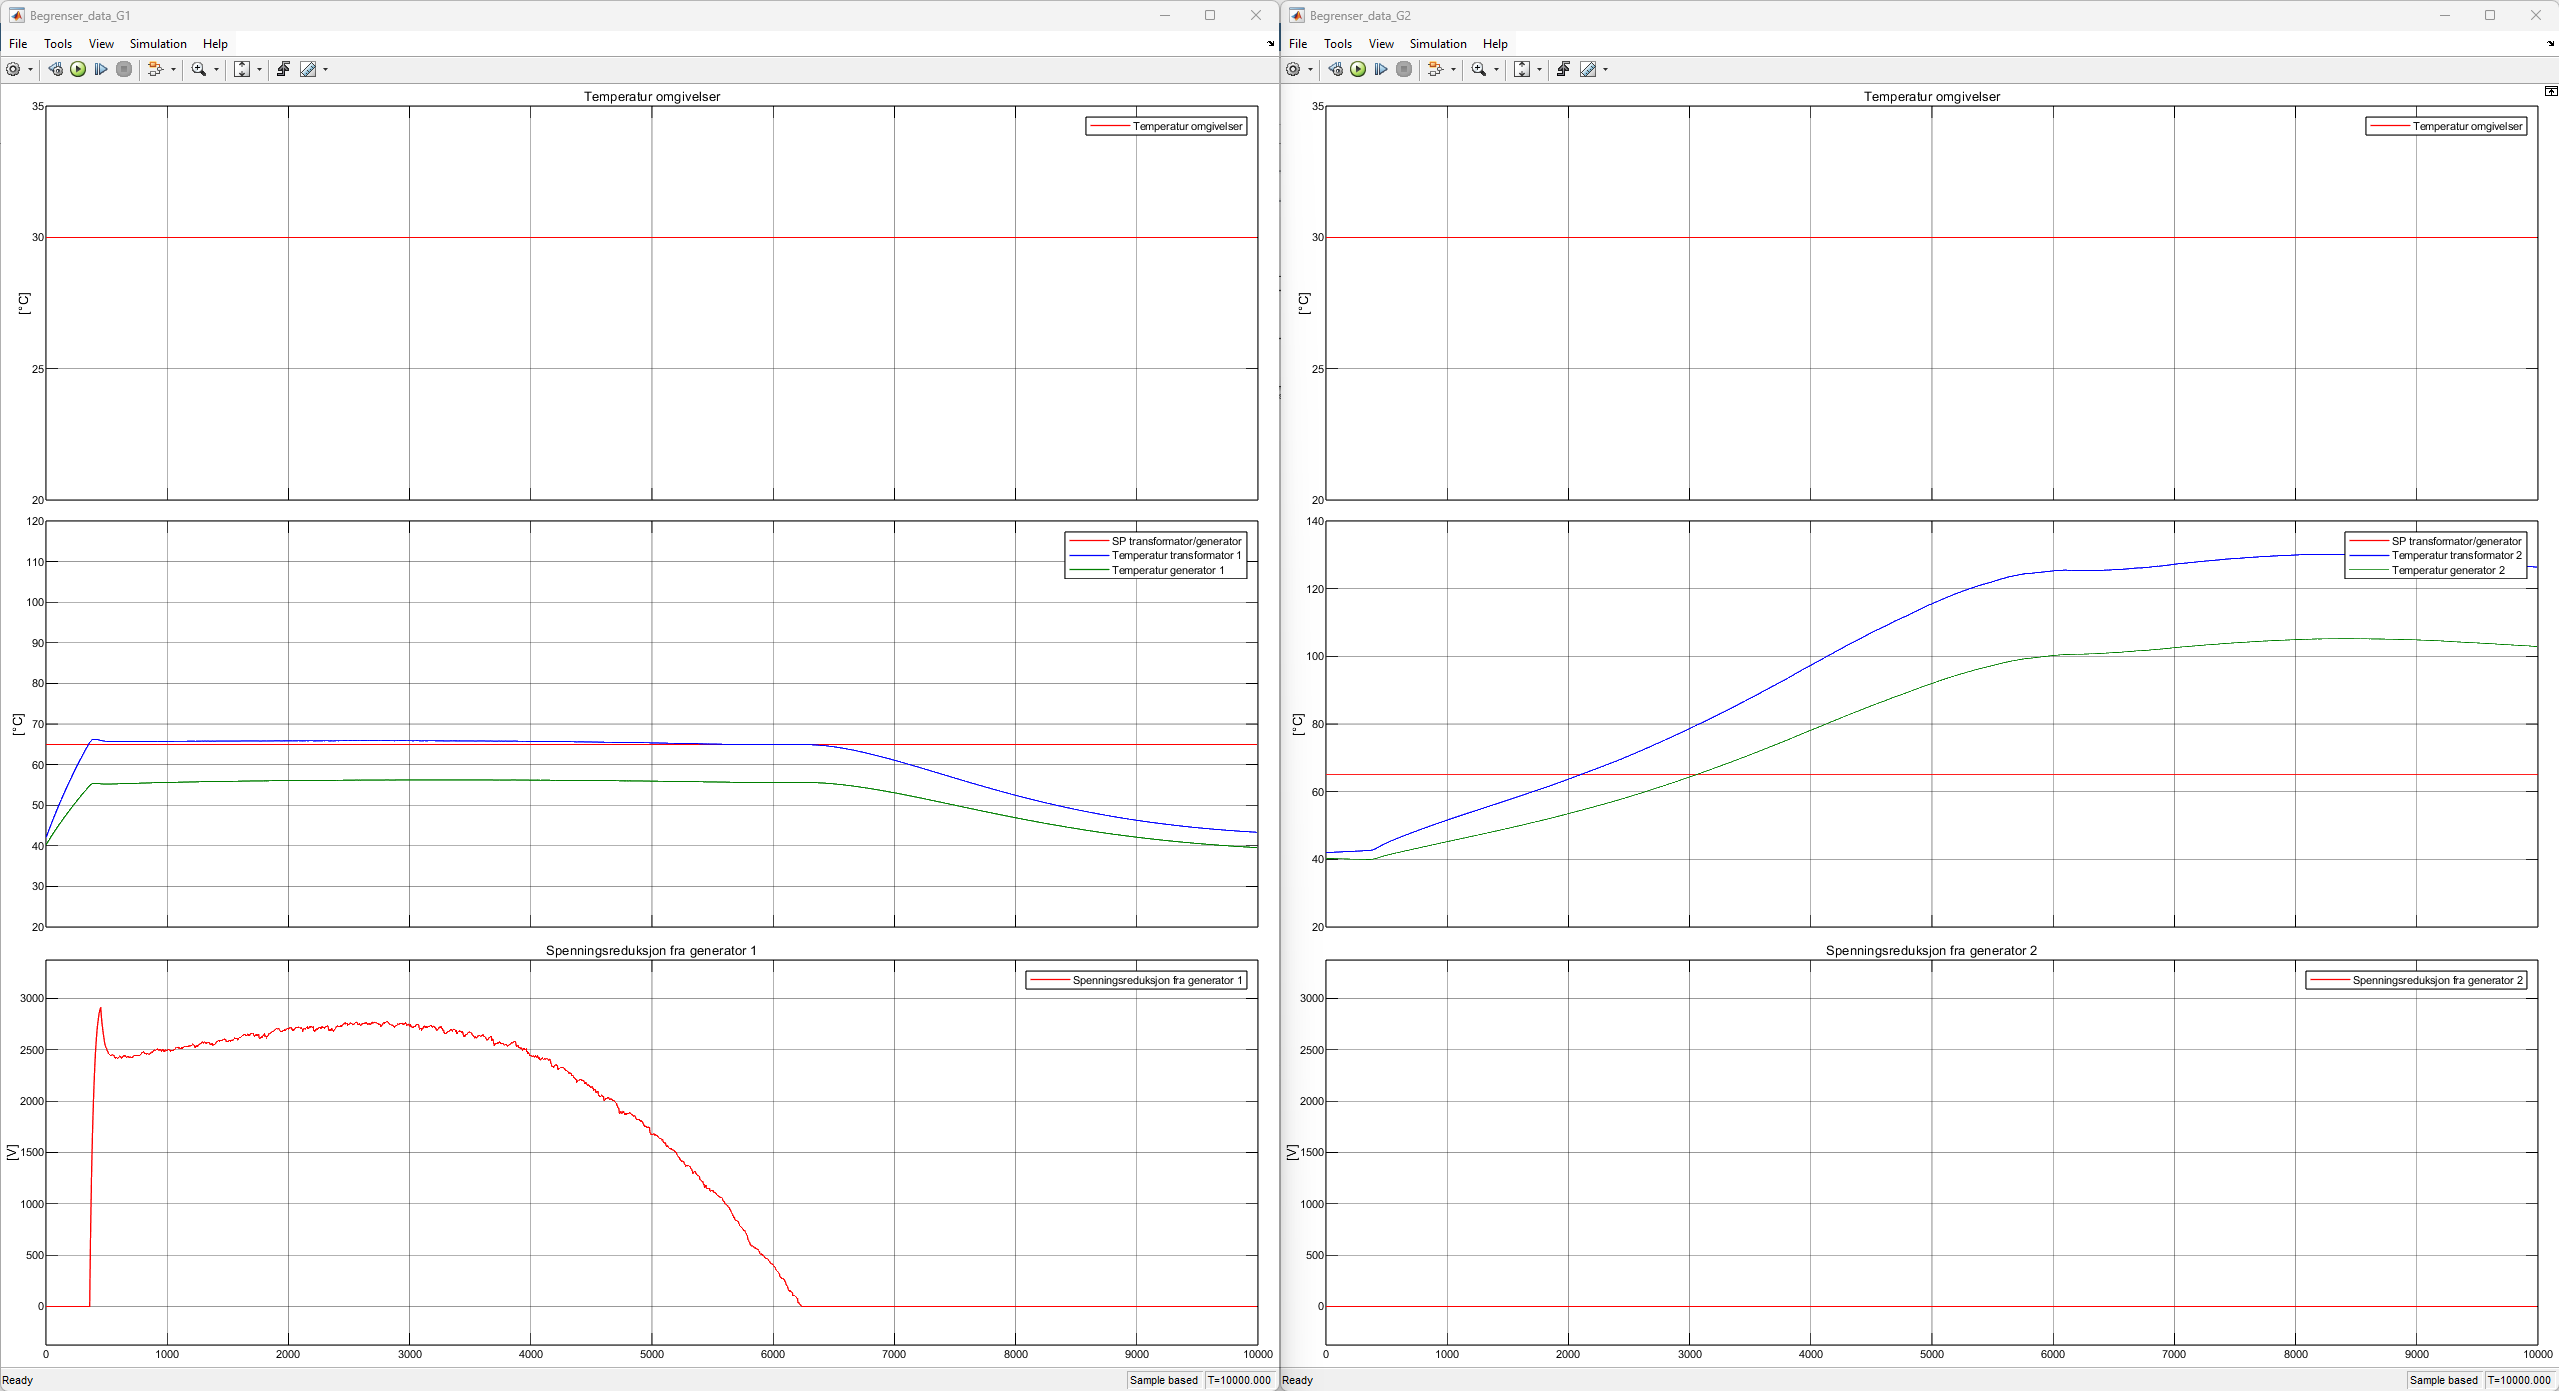 Begrenser_data_G1
File Tools View Simulation Help
Temperatur omgivelser
Temperatur omgivelser
35
30
25
20
[°C]
SP transformator/generator
Temperatur transformator 1
Temperatur generator 1
120
110
100
90
80
70
60
50
40
30
20
[°C]
Spenningsreduksjon fra generator 1
Spenningsreduksjon fra generator 1
3000
2500
2000
1500
1000
500
0
[V]
0 1000 2000 3000 4000 5000 6000 7000 8000 9000 10000
Ready Sample based T=10000.000
Begrenser_data_G2
File Tools View Simulation Help
Temperatur omgivelser
Temperatur omgivelser
35
30
25
20
[°C]
SP transformator/generator
Temperatur transformator 2
Temperatur generator 2
140
120
100
80
60
40
20
[°C]
Spenningsreduksjon fra generator 2
Spenningsreduksjon fra generator 2
3000
2500
2000
1500
1000
500
0
[V]
0 1000 2000 3000 4000 5000 6000 7000 8000 9000 10000
Ready Sample based T=10000.000